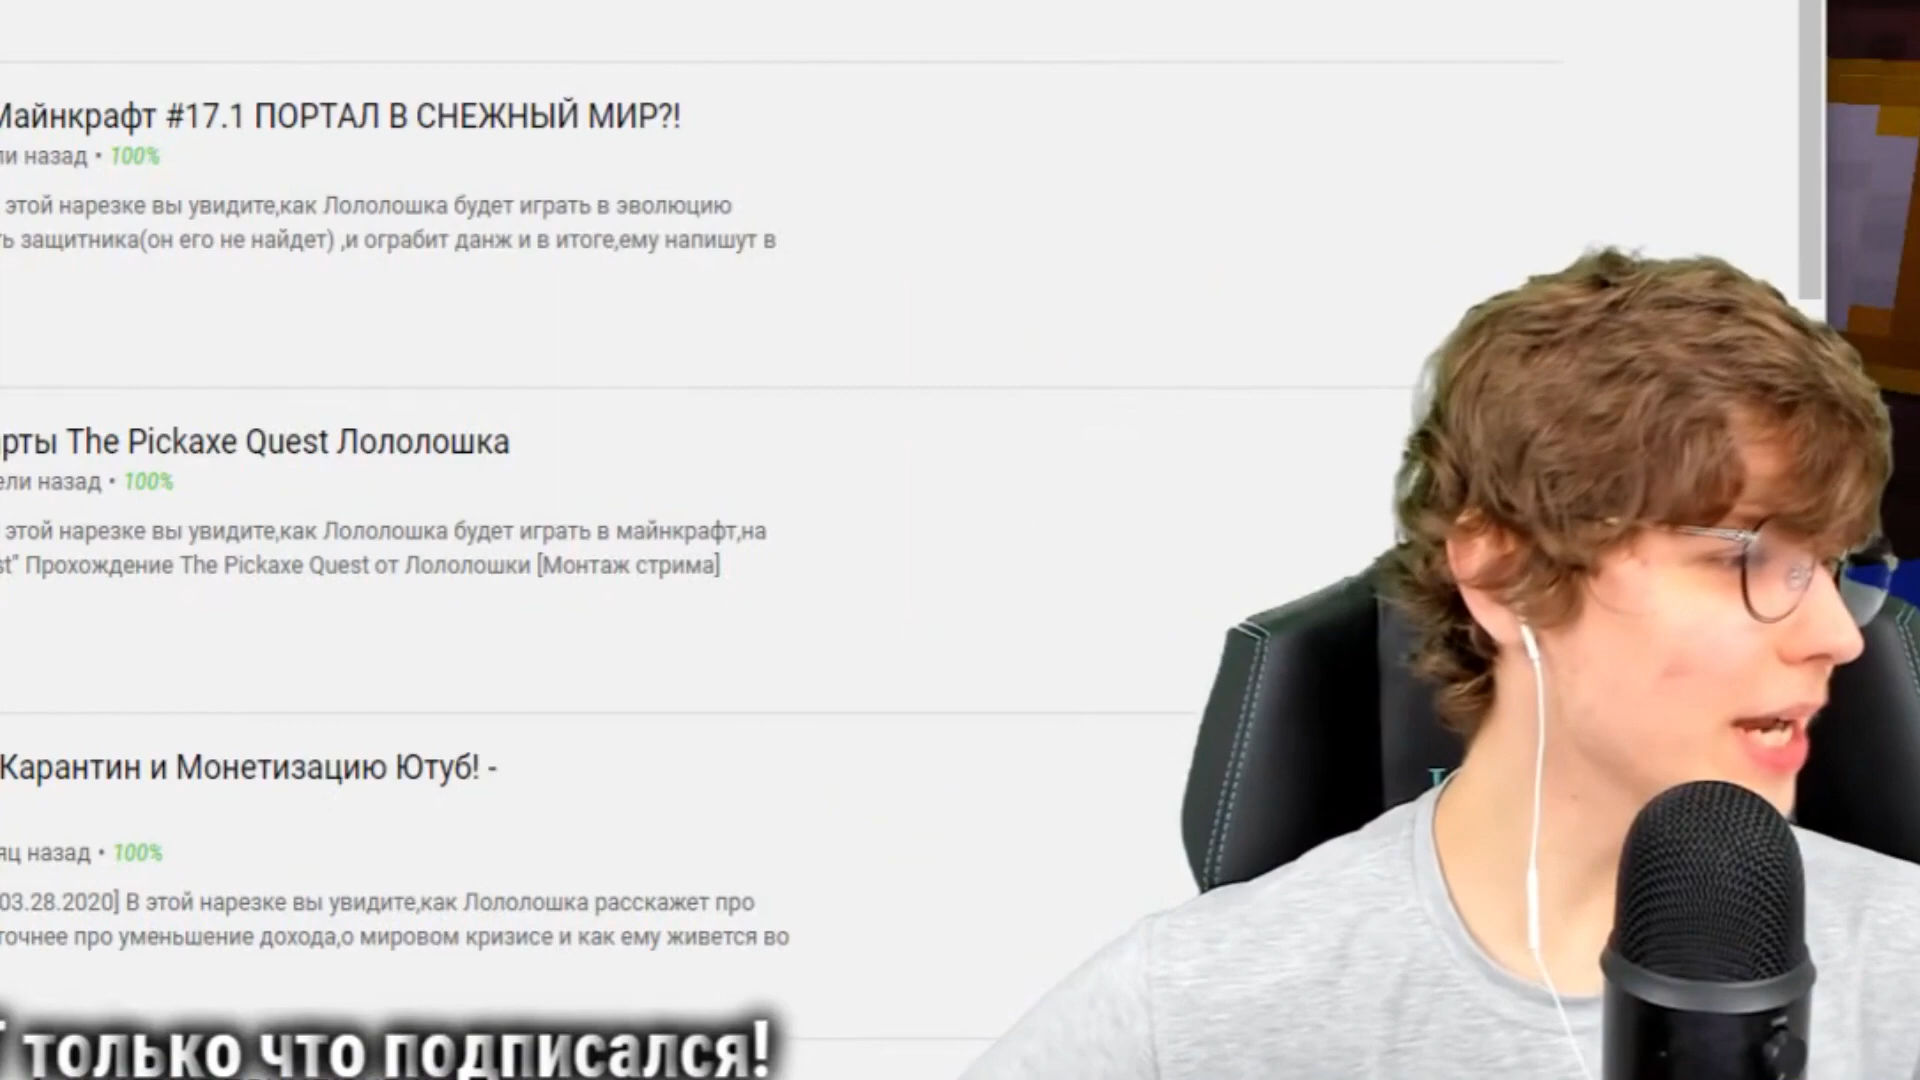 Майнкрафт #17.1 ПОРТАЛ В СНЕЖНЫЙ МИР?!
ли назад • 100%
этой нарезке вы увидите,как Лололошка будет играть в эволюцию
ь защитника(он его не найдет) ,и ограбит данж и в итоге,ему напишут в
рты The Pickaxe Quest Лололошка
ели назад • 100%
этой нарезке вы увидите,как Лололошка будет играть в майнкрафт,на
st" Прохождение The Pickaxe Quest от Лололошки [Монтаж стрима]
Карантин и Монетизацию Ютуб! -
яц назад • 100%
03.28.2020] В этой нарезке вы увидите,как Лололошка расскажет про
точнее про уменьшение дохода,о мировом кризисе и как ему живется во
только что подписался!